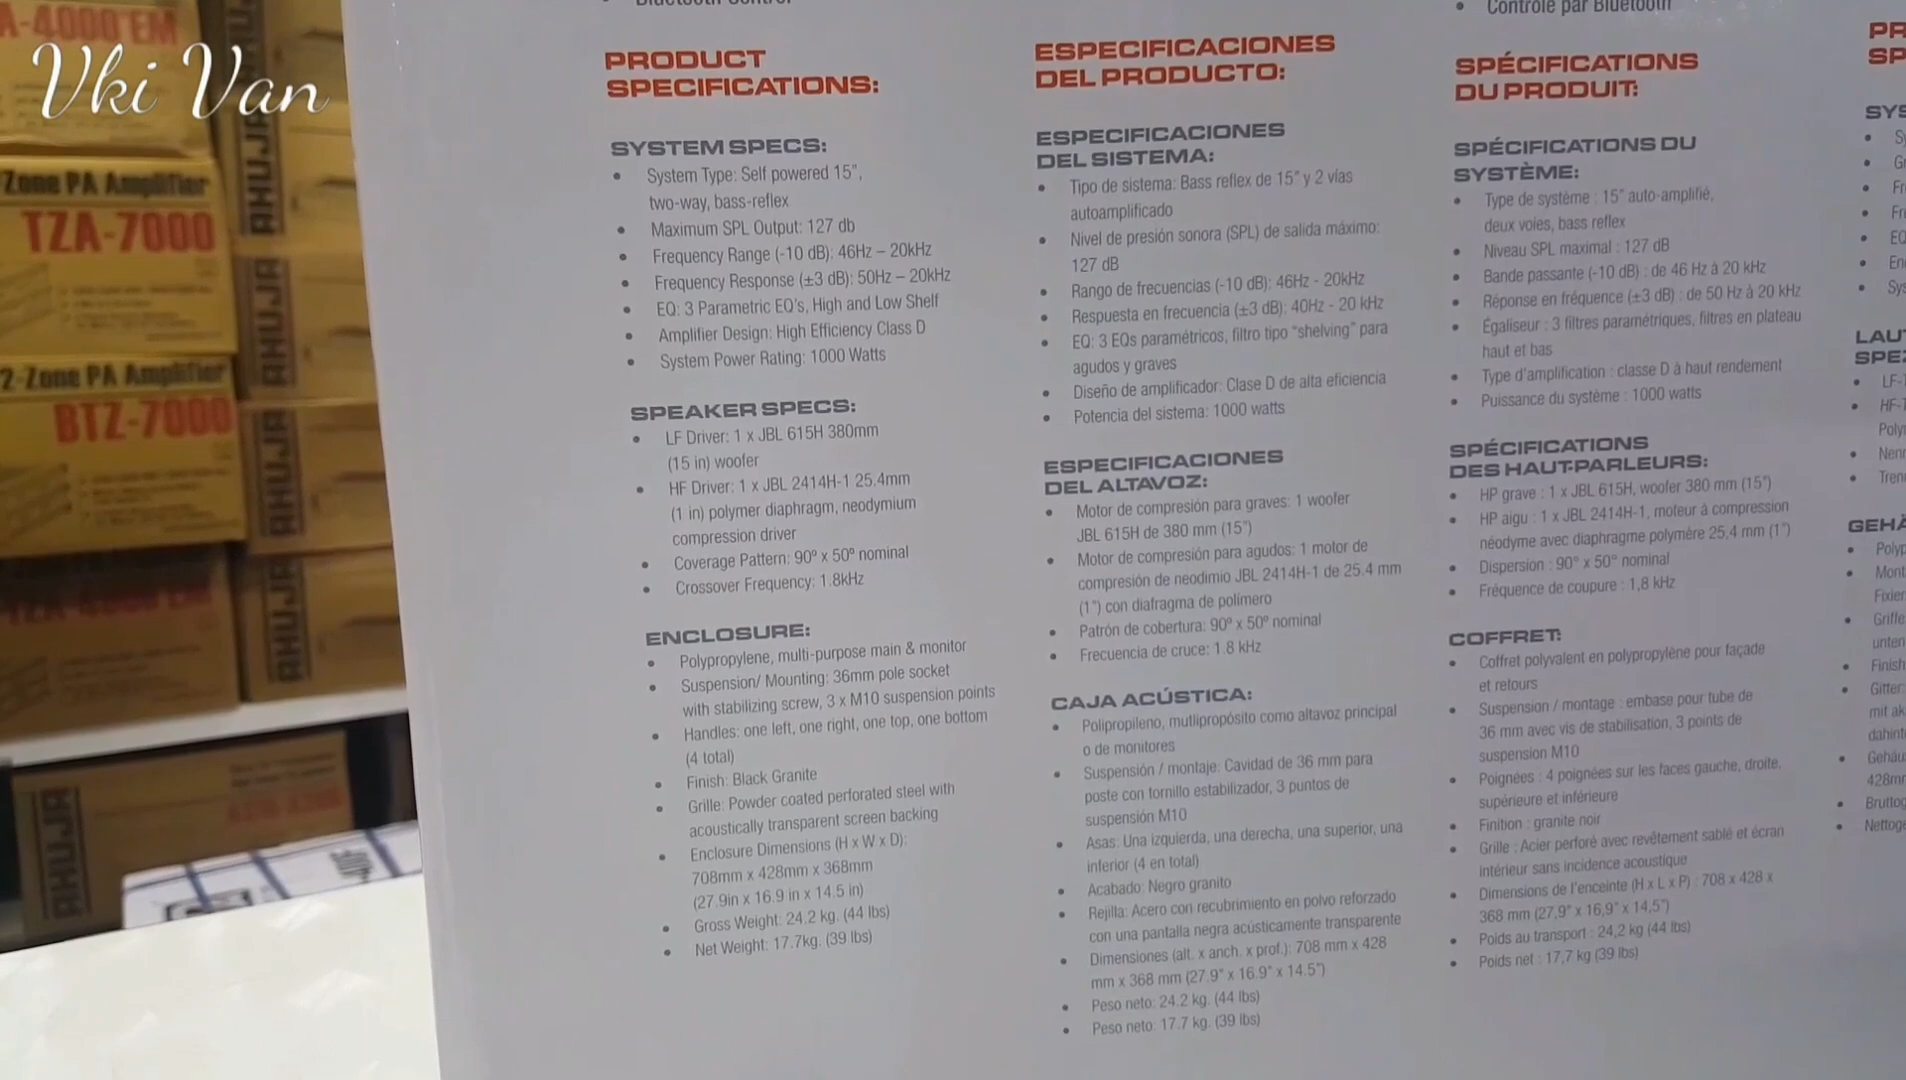 Vki Van
A-4000 EM
Zone PA Amplifier
TZA-7000
AHUJA
2-Zone PA Amplifier
BTZ-7000
AHUJA
AHUJA
AHUJA
AHUJA
PRODUCT
SPECIFICATIONS:
SYSTEM SPECS:
• System Type: Self powered 15",
two-way, bass-reflex
• Maximum SPL Output: 127 db
• Frequency Range (-10 dB): 46Hz – 20kHz
• Frequency Response (±3 dB): 50Hz – 20kHz
• EQ: 3 Parametric EQ's, High and Low Shelf
• Amplifier Design: High Efficiency Class D
• System Power Rating: 1000 Watts
SPEAKER SPECS:
• LF Driver: 1 x JBL 615H 380mm
(15 in) woofer
• HF Driver: 1 x JBL 2414H-1 25.4mm
(1 in) polymer diaphragm, neodymium
compression driver
• Coverage Pattern: 90º x 50º nominal
• Crossover Frequency: 1.8kHz
ENCLOSURE:
• Polypropylene, multi-purpose main & monitor
• Suspension/ Mounting: 36mm pole socket
with stabilizing screw, 3 x M10 suspension points
• Handles: one left, one right, one top, one bottom
(4 total)
• Finish: Black Granite
• Grille: Powder coated perforated steel with
acoustically transparent screen backing
• Enclosure Dimensions (H x W x D):
708mm x 428mm x 368mm
(27.9in x 16.9 in x 14.5 in)
• Gross Weight: 24,2 kg. (44 lbs)
• Net Weight: 17.7kg. (39 lbs)
ESPECIFICACIONES
DEL PRODUCTO:
ESPECIFICACIONES
DEL SISTEMA:
• Tipo de sistema: Bass reflex de 15" y 2 vías
autoamplificado
• Nivel de presión sonora (SPL) de salida máximo:
127 dB
• Rango de frecuencias (-10 dB): 46Hz - 20kHz
• Respuesta en frecuencia (±3 dB): 40Hz - 20 kHz
• EQ: 3 EQs paramétricos, filtro tipo “shelving” para
agudos y graves
• Diseño de amplificador: Clase D de alta eficiencia
• Potencia del sistema: 1000 watts
ESPECIFICACIONES
DEL ALTAVOZ:
• Motor de compresión para graves: 1 woofer
JBL 615H de 380 mm (15")
• Motor de compresión para agudos: 1 motor de
compresión de neodimio JBL 2414H-1 de 25.4 mm
(1") con diafragma de polímero
• Patrón de cobertura: 90º x 50º nominal
• Frecuencia de cruce: 1.8 kHz
CAJA ACÚSTICA:
• Polipropileno, mutlipropósito como altavoz principal
o de monitores
• Suspensión / montaje: Cavidad de 36 mm para
poste con tornillo estabilizador, 3 puntos de
suspensión M10
• Asas: Una izquierda, una derecha, una superior, una
inferior (4 en total)
• Acabado: Negro granito
• Rejilla: Acero con recubrimiento en polvo reforzado
con una pantalla negra acústicamente transparente
• Dimensiones (alt. x anch. x prof.): 708 mm x 428
mm x 368 mm (27.9" x 16.9" x 14.5")
• Peso neto: 24.2 kg. (44 lbs)
• Peso neto: 17.7 kg. (39 lbs)
• Contrôle par Bluetooth
SPÉCIFICATIONS
DU PRODUIT:
SPÉCIFICATIONS DU
SYSTÈME:
• Type de système : 15" auto-amplifié,
deux voies, bass reflex
• Niveau SPL maximal : 127 dB
• Bande passante (-10 dB) : de 46 Hz à 20 kHz
• Réponse en fréquence (±3 dB) : de 50 Hz à 20 kHz
• Égaliseur : 3 filtres paramétriques, filtres en plateau
haut et bas
• Type d'amplification : classe D à haut rendement
• Puissance du système : 1000 watts
SPÉCIFICATIONS
DES HAUT-PARLEURS:
• HP grave : 1 x JBL 615H, woofer 380 mm (15")
• HP aigu : 1 x JBL 2414H-1, moteur à compression
néodyme avec diaphragme polymère 25,4 mm (1")
• Dispersion : 90° x 50° nominal
• Fréquence de coupure : 1,8 kHz
COFFRET:
• Coffret polyvalent en polypropylène pour façade
et retours
• Suspension / montage : embase pour tube de
36 mm avec vis de stabilisation, 3 points de
suspension M10
• Poignées : 4 poignées sur les faces gauche, droite,
supérieure et inférieure
• Finition : granite noir
• Grille : Acier perforé avec revêtement sablé et écran
intérieur sans incidence acoustique
• Dimensions de l'enceinte (H x L x P) : 708 x 428 x
368 mm (27,9" x 16,9" x 14,5")
• Poids au transport : 24,2 kg (44 lbs)
• Poids net : 17,7 kg (39 lbs)